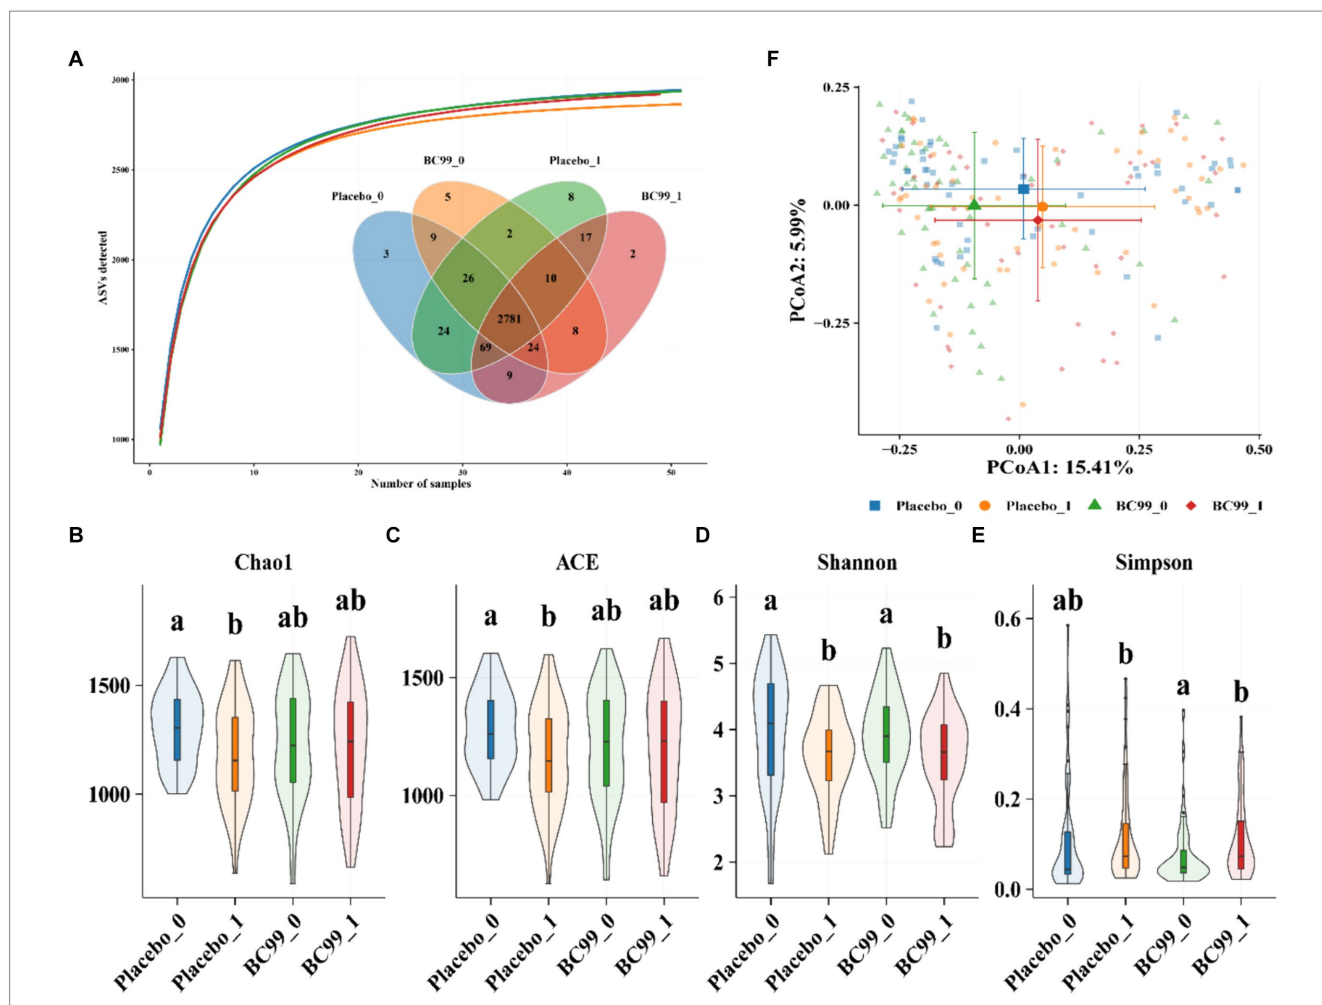 A
F
3000
2500
2000
1500
1000
ASVs detected
0
10
20
30
40
50
Number of samples
BC99_0
Placebo_1
Placebo_0
BC99_1
5
8
3
9
2
17
2
26
10
24
2781
8
69
24
9
0.25
0.00
−0.25
PCoA2: 5.99%
−0.25
0.00
0.25
0.50
PCoA1: 15.41%
Placebo_0
Placebo_1
BC99_0
BC99_1
B
C
D
E
Chao1
a
b
ab
ab
1500
1000
Placebo_0
Placebo_1
BC99_0
BC99_1
ACE
a
b
ab
ab
1500
1000
Placebo_0
Placebo_1
BC99_0
BC99_1
Shannon
a
b
a
b
6
5
4
3
2
Placebo_0
Placebo_1
BC99_0
BC99_1
Simpson
ab
b
a
b
0.6
0.4
0.2
0.0
Placebo_0
Placebo_1
BC99_0
BC99_1